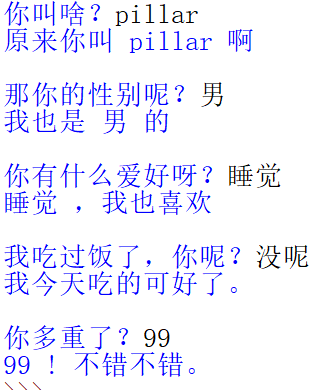 你叫啥？pillar
原来你叫 pillar 啊
那你的性别呢？男
我也是 男 的
你有什么爱好呀？睡觉
睡觉 ，我也喜欢
我吃过饭了，你呢？没呢
我今天吃的可好了。
你多重了？99
99 ! 不错不错。
>>>